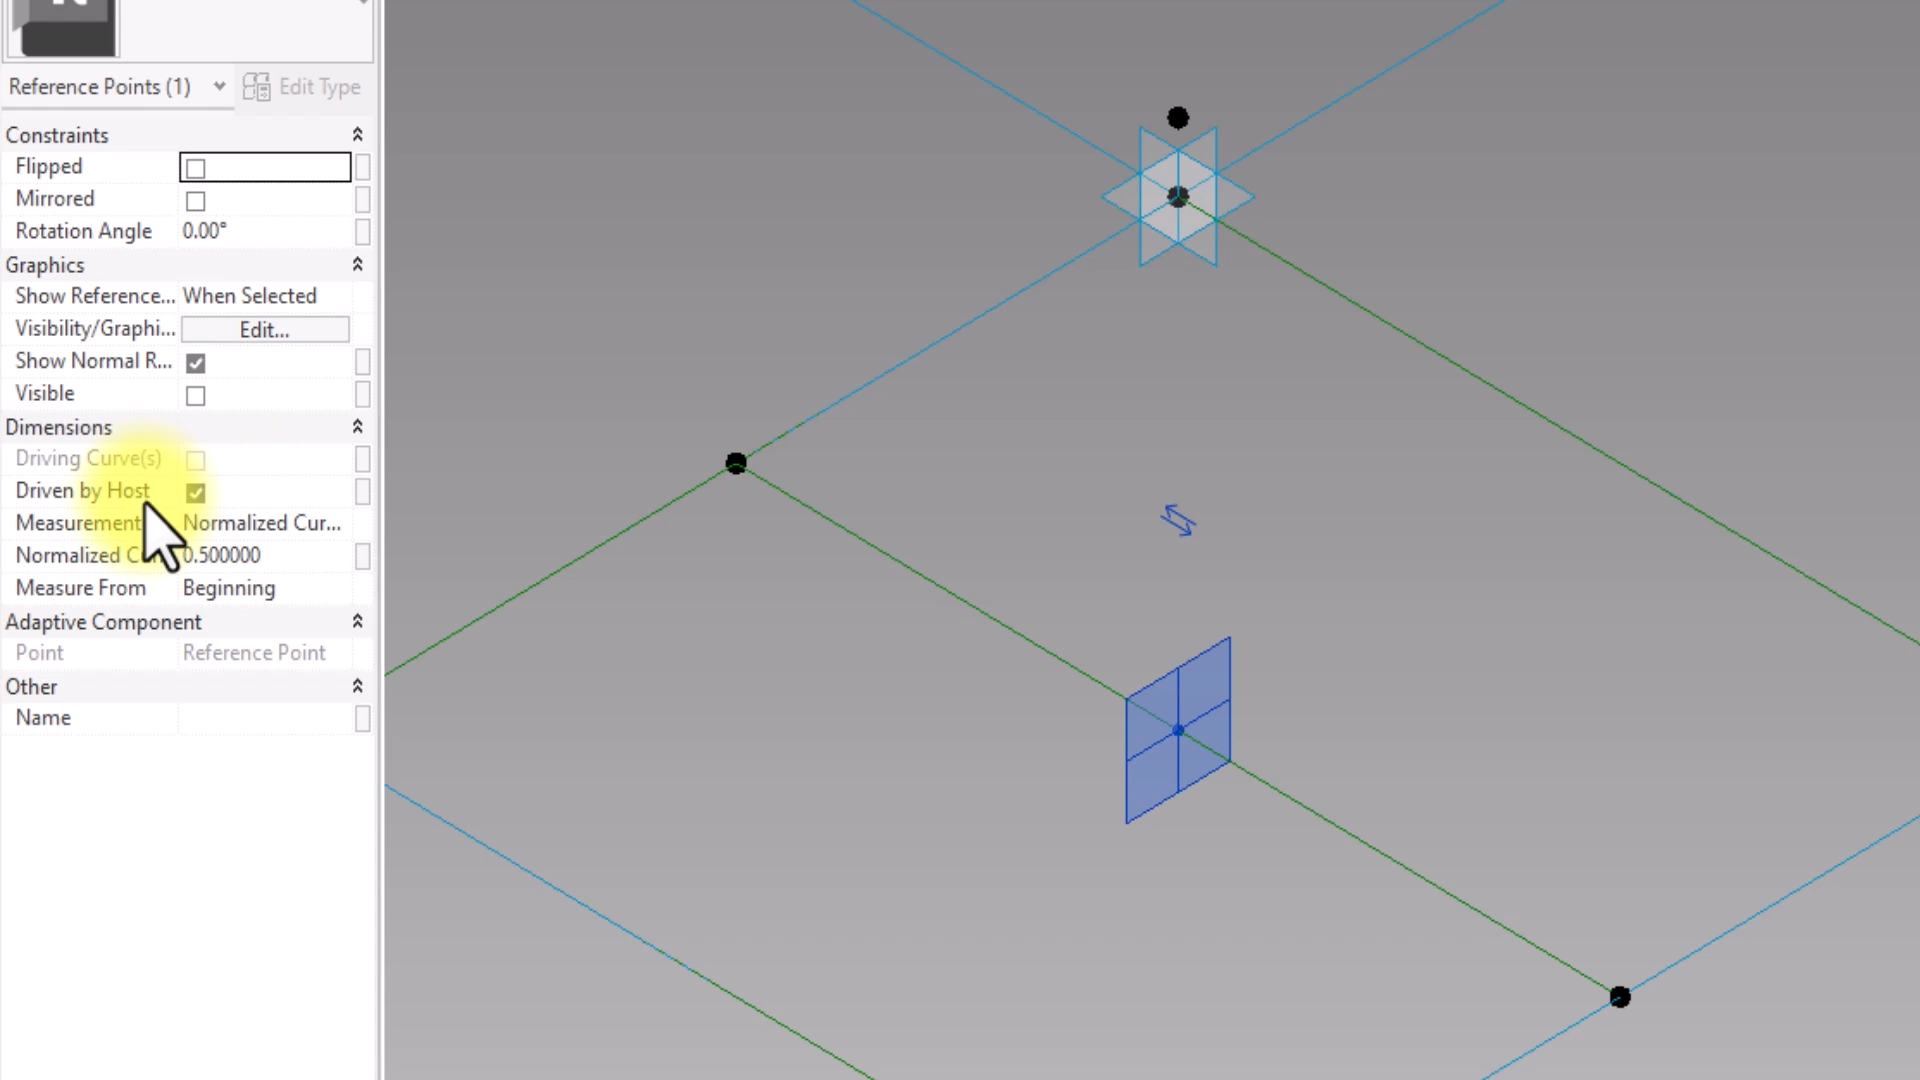 Reference Points (1) Edit Type
Constraints
Flipped
Mirrored
Rotation Angle 0.00°
Graphics
Show Reference... When Selected
Visibility/Graphi... Edit...
Show Normal R...
Visible
Dimensions
Driving Curve(s)
Driven by Host
Measurement Normalized Cur...
Normalized 0.500000
Measure From Beginning
Adaptive Component
Point Reference Point
Other
Name